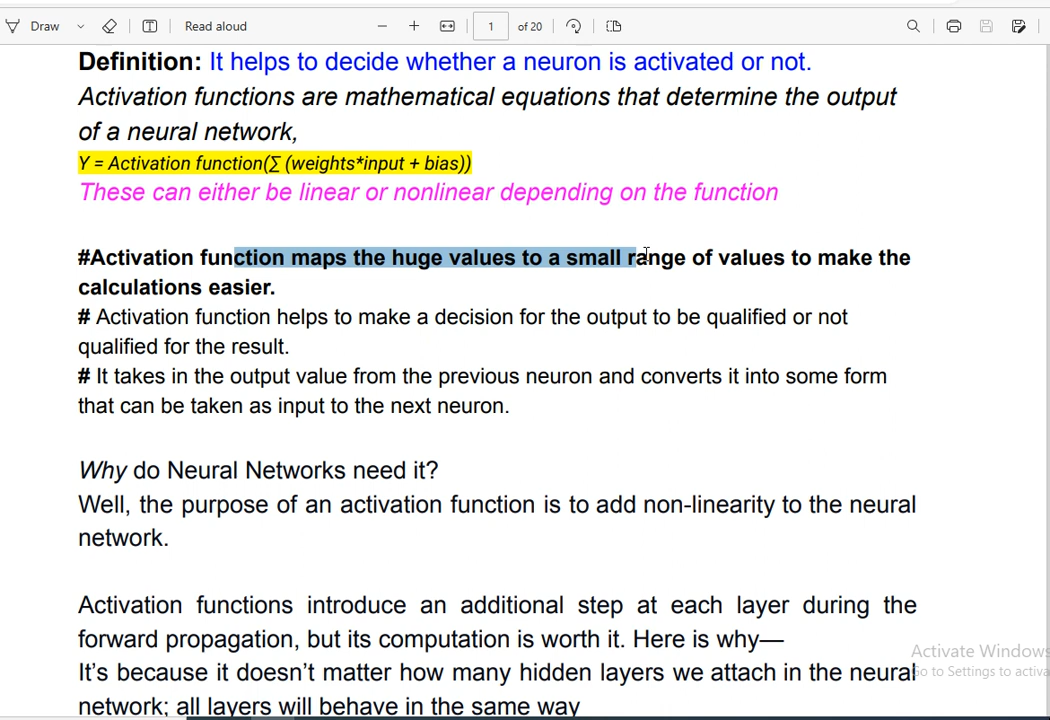 Draw Read aloud 1 of 20
Definition: It helps to decide whether a neuron is activated or not.
Activation functions are mathematical equations that determine the output
of a neural network,
Y = Activation function(∑ (weights*input + bias))
These can either be linear or nonlinear depending on the function
#Activation function maps the huge values to a small range of values to make the
calculations easier.
# Activation function helps to make a decision for the output to be qualified or not
qualified for the result.
# It takes in the output value from the previous neuron and converts it into some form
that can be taken as input to the next neuron.
Why do Neural Networks need it?
Well, the purpose of an activation function is to add non-linearity to the neural
network.
Activation functions introduce an additional step at each layer during the
forward propagation, but its computation is worth it. Here is why—
Activate Windows
It’s because it doesn’t matter how many hidden layers we attach in the neural
Go to Settings to activa
network; all layers will behave in the same way